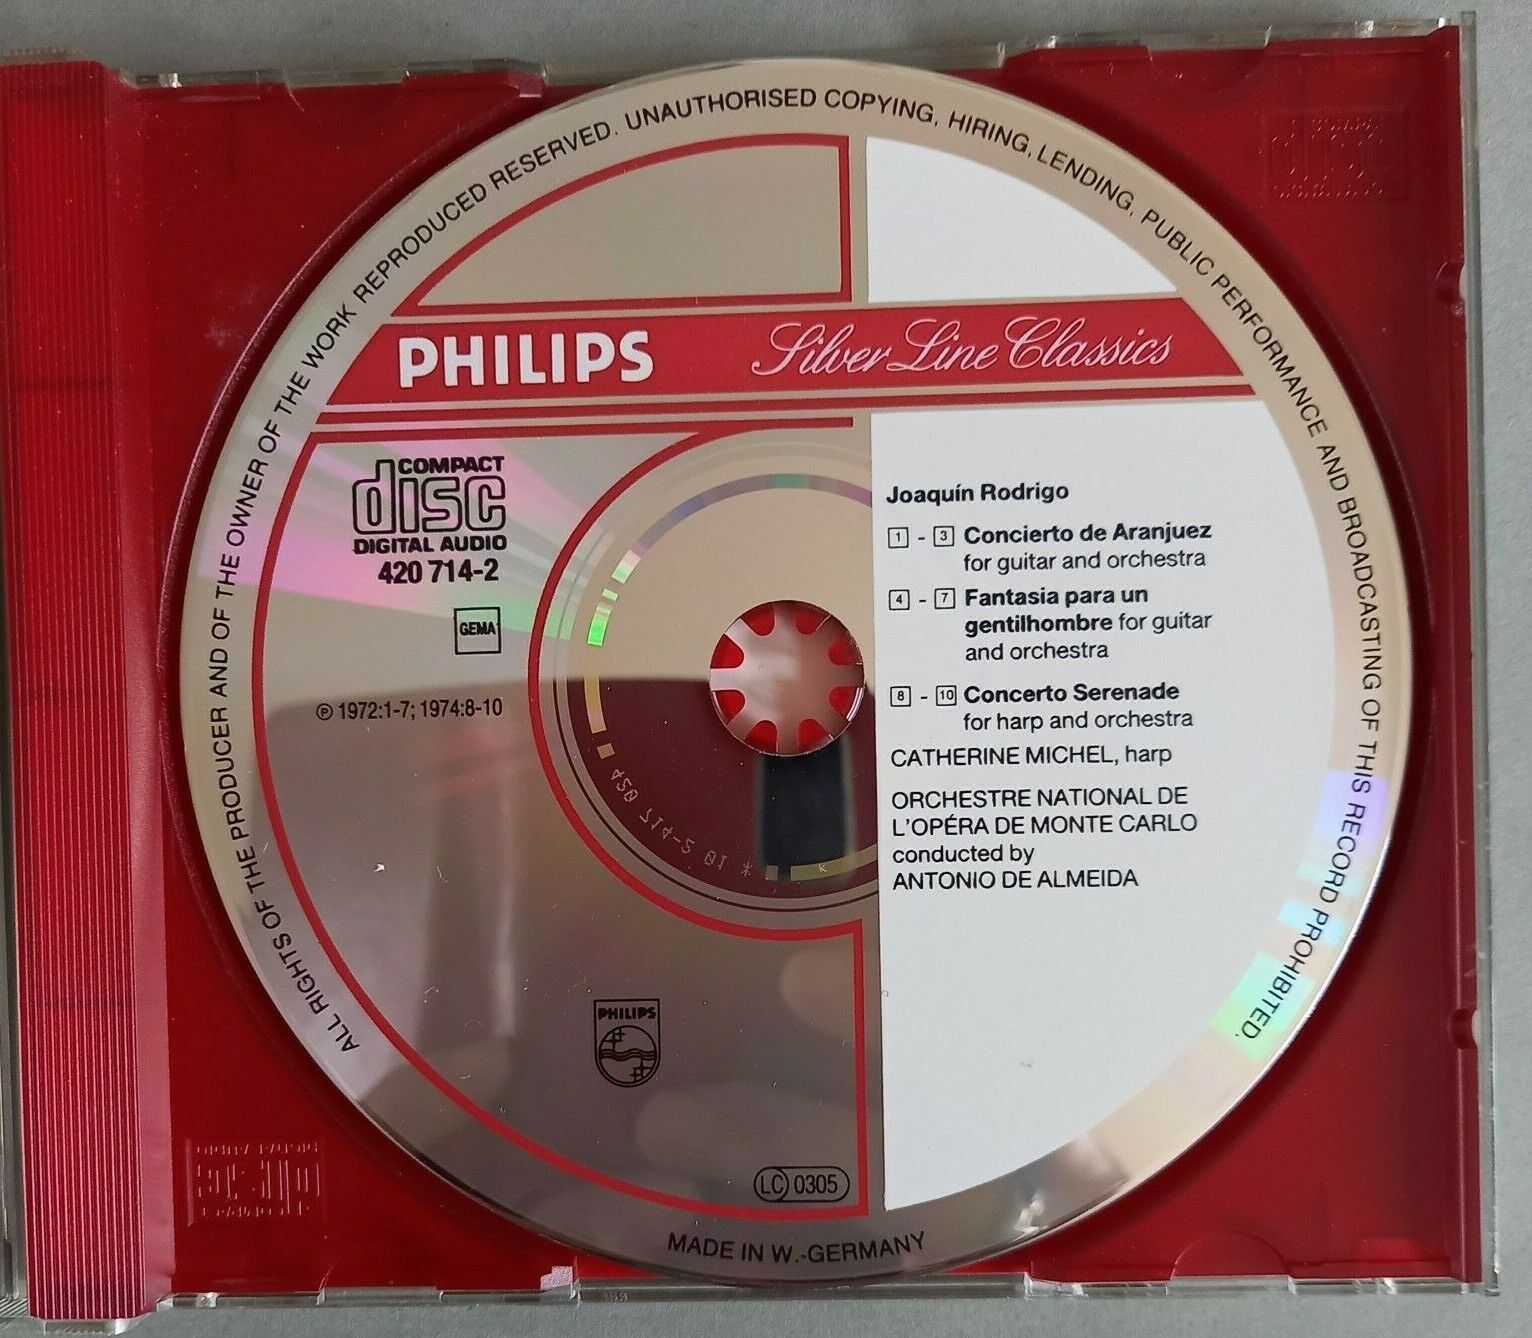 ALL RIGHTS OF THE PRODUCER AND OF THE OWNER OF THE WORK REPRODUCED RESERVED. UNAUTHORISED COPYING, HIRING, LENDING, PUBLIC PERFORMANCE AND BROADCASTING OF THIS RECORD PROHIBITED.
PHILIPS Silver Line Classics
COMPACT
disc
DIGITAL AUDIO
420 714-2
GEMA
℗ 1972:1-7; 1974:8-10
Joaquín Rodrigo
1 - 3 Concierto de Aranjuez
for guitar and orchestra
4 - 7 Fantasia para un
gentilhombre for guitar
and orchestra
8 - 10 Concerto Serenade
for harp and orchestra
CATHERINE MICHEL, harp
ORCHESTRE NATIONAL DE
L'OPÉRA DE MONTE CARLO
conducted by
ANTONIO DE ALMEIDA
PHILIPS
LC 0305
MADE IN W.-GERMANY